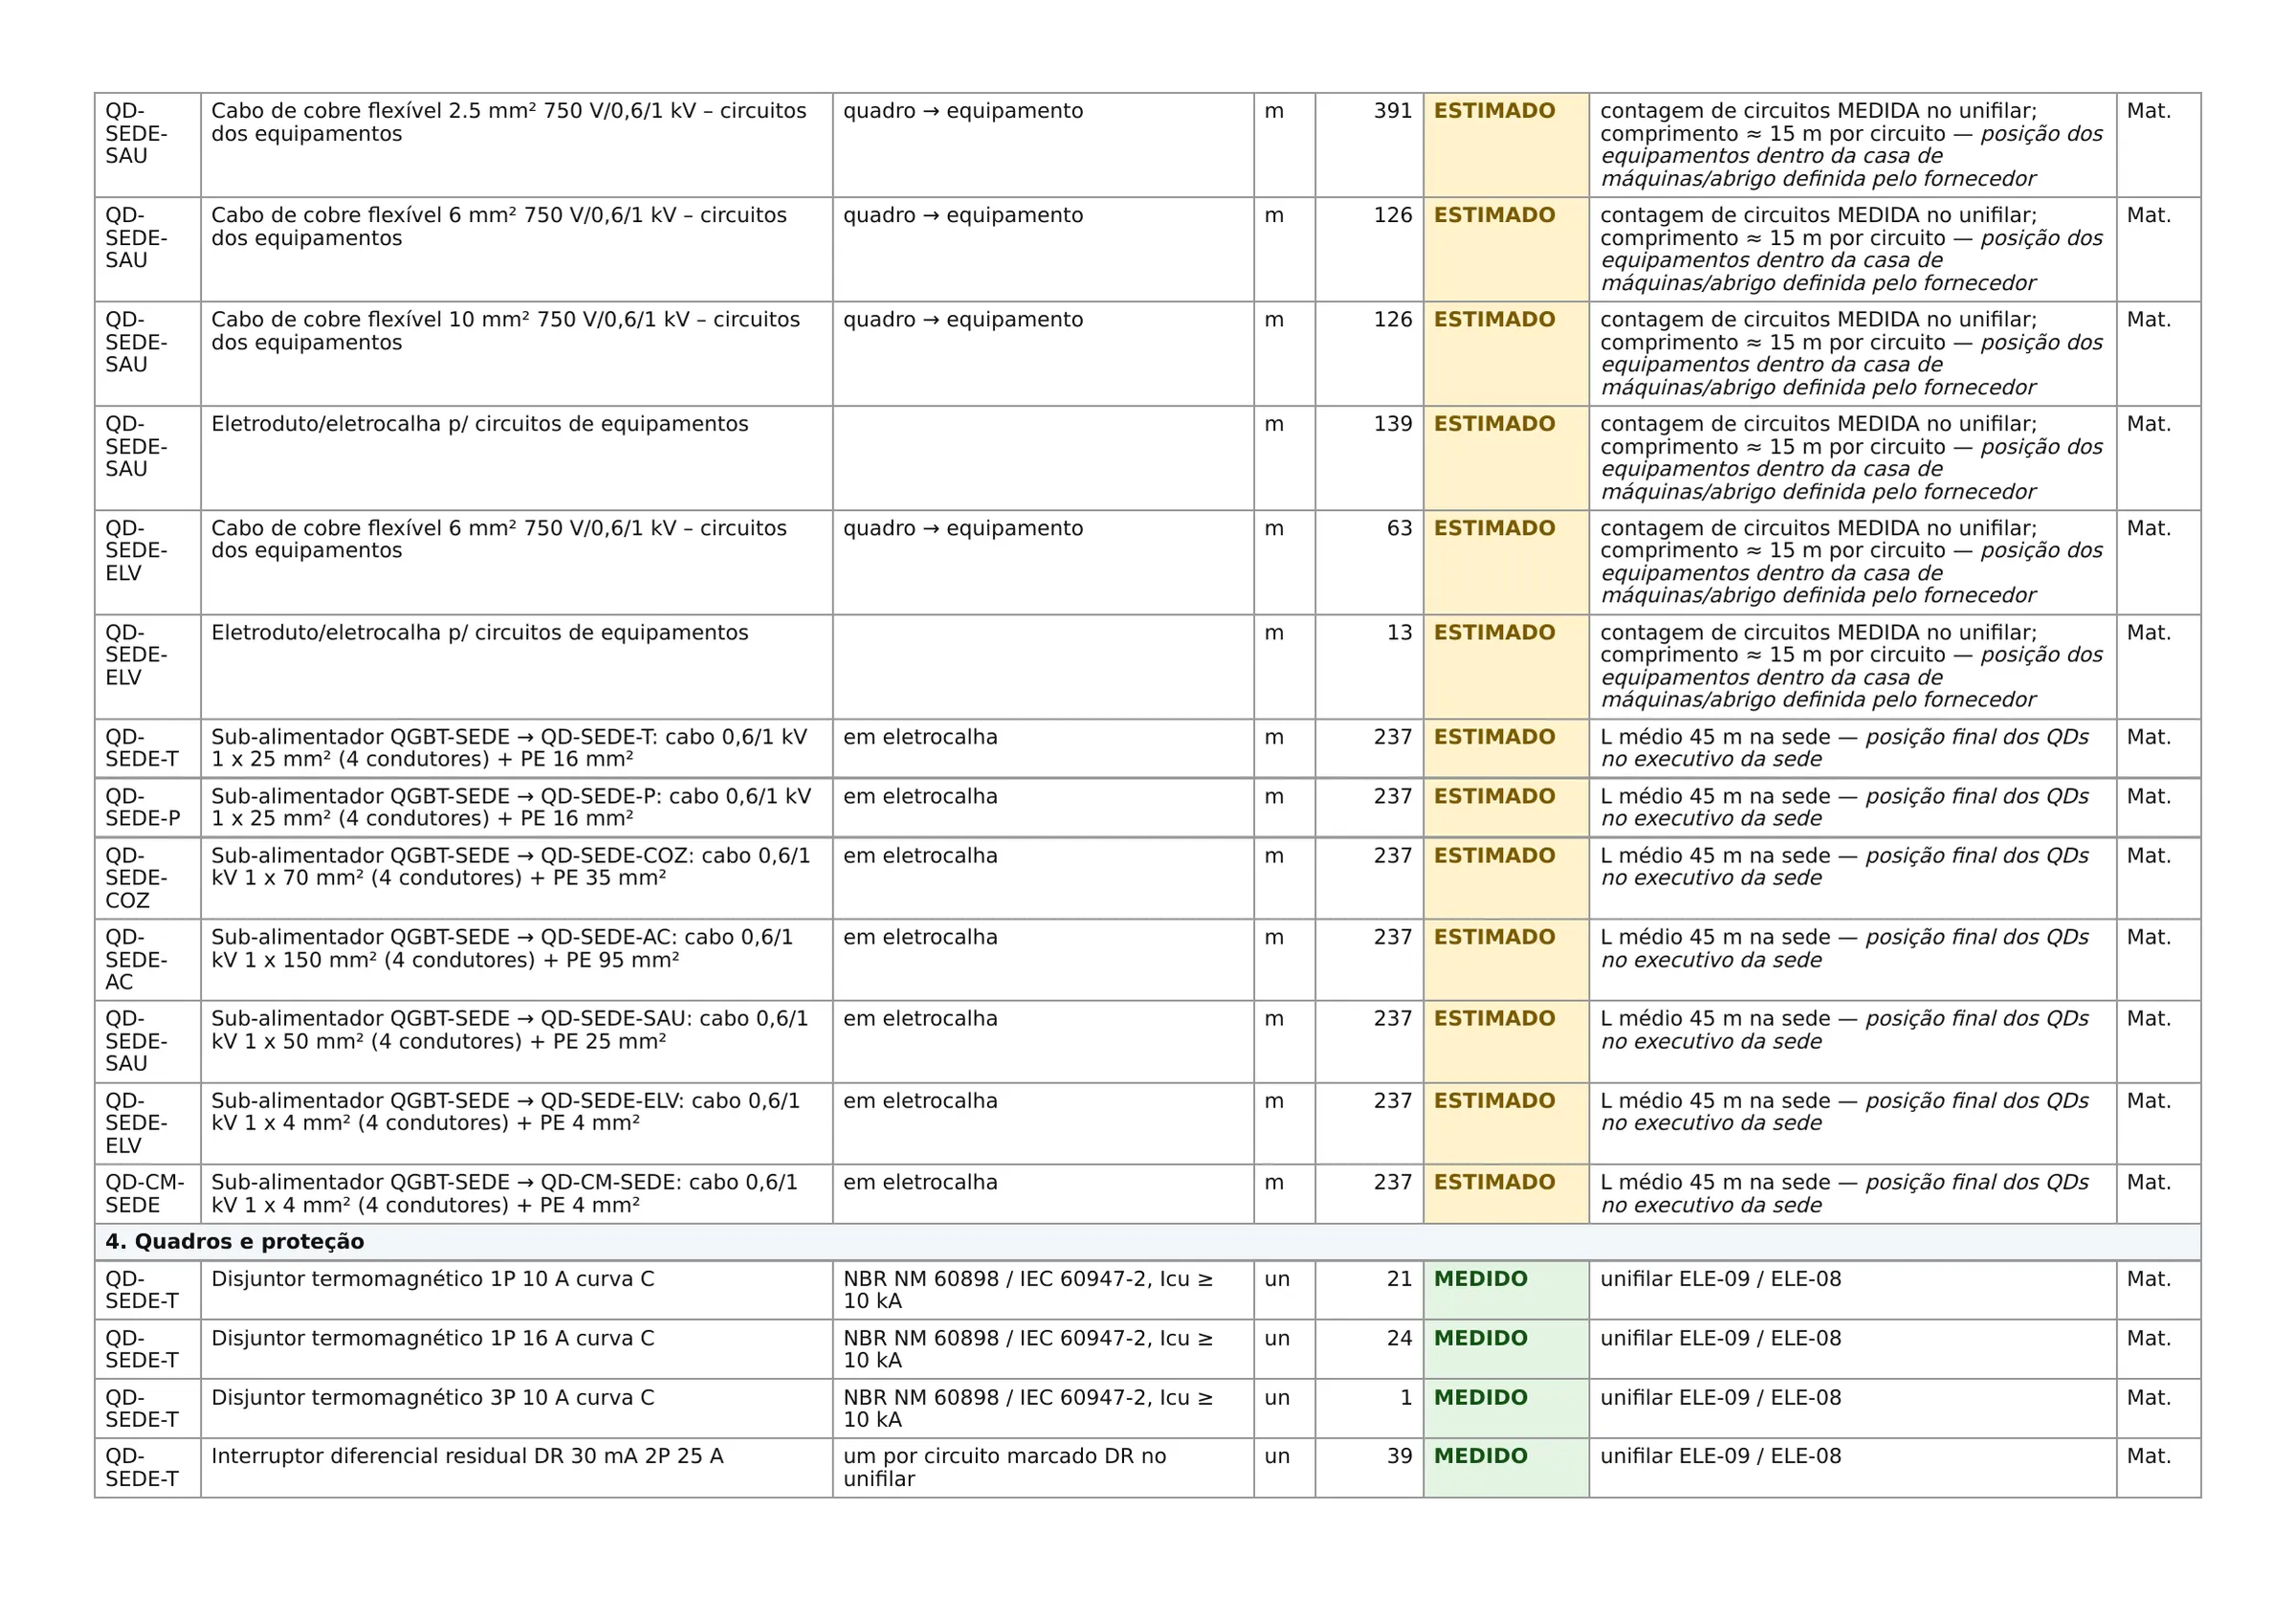 QD-
SEDE-
SAU
Cabo de cobre flexível 2.5 mm² 750 V/0,6/1 kV – circuitos
dos equipamentos
quadro → equipamento
m
391
ESTIMADO
contagem de circuitos MEDIDA no unifilar;
comprimento ≈ 15 m por circuito — posição dos
equipamentos dentro da casa de
máquinas/abrigo definida pelo fornecedor
Mat.
QD-
SEDE-
SAU
Cabo de cobre flexível 6 mm² 750 V/0,6/1 kV – circuitos
dos equipamentos
quadro → equipamento
m
126
ESTIMADO
contagem de circuitos MEDIDA no unifilar;
comprimento ≈ 15 m por circuito — posição dos
equipamentos dentro da casa de
máquinas/abrigo definida pelo fornecedor
Mat.
QD-
SEDE-
SAU
Cabo de cobre flexível 10 mm² 750 V/0,6/1 kV – circuitos
dos equipamentos
quadro → equipamento
m
126
ESTIMADO
contagem de circuitos MEDIDA no unifilar;
comprimento ≈ 15 m por circuito — posição dos
equipamentos dentro da casa de
máquinas/abrigo definida pelo fornecedor
Mat.
QD-
SEDE-
SAU
Eletroduto/eletrocalha p/ circuitos de equipamentos
m
139
ESTIMADO
contagem de circuitos MEDIDA no unifilar;
comprimento ≈ 15 m por circuito — posição dos
equipamentos dentro da casa de
máquinas/abrigo definida pelo fornecedor
Mat.
QD-
SEDE-
ELV
Cabo de cobre flexível 6 mm² 750 V/0,6/1 kV – circuitos
dos equipamentos
quadro → equipamento
m
63
ESTIMADO
contagem de circuitos MEDIDA no unifilar;
comprimento ≈ 15 m por circuito — posição dos
equipamentos dentro da casa de
máquinas/abrigo definida pelo fornecedor
Mat.
QD-
SEDE-
ELV
Eletroduto/eletrocalha p/ circuitos de equipamentos
m
13
ESTIMADO
contagem de circuitos MEDIDA no unifilar;
comprimento ≈ 15 m por circuito — posição dos
equipamentos dentro da casa de
máquinas/abrigo definida pelo fornecedor
Mat.
QD-
SEDE-T
Sub-alimentador QGBT-SEDE → QD-SEDE-T: cabo 0,6/1 kV
1 x 25 mm² (4 condutores) + PE 16 mm²
em eletrocalha
m
237
ESTIMADO
L médio 45 m na sede — posição final dos QDs
no executivo da sede
Mat.
QD-
SEDE-P
Sub-alimentador QGBT-SEDE → QD-SEDE-P: cabo 0,6/1 kV
1 x 25 mm² (4 condutores) + PE 16 mm²
em eletrocalha
m
237
ESTIMADO
L médio 45 m na sede — posição final dos QDs
no executivo da sede
Mat.
QD-
SEDE-
COZ
Sub-alimentador QGBT-SEDE → QD-SEDE-COZ: cabo 0,6/1
kV 1 x 70 mm² (4 condutores) + PE 35 mm²
em eletrocalha
m
237
ESTIMADO
L médio 45 m na sede — posição final dos QDs
no executivo da sede
Mat.
QD-
SEDE-
AC
Sub-alimentador QGBT-SEDE → QD-SEDE-AC: cabo 0,6/1
kV 1 x 150 mm² (4 condutores) + PE 95 mm²
em eletrocalha
m
237
ESTIMADO
L médio 45 m na sede — posição final dos QDs
no executivo da sede
Mat.
QD-
SEDE-
SAU
Sub-alimentador QGBT-SEDE → QD-SEDE-SAU: cabo 0,6/1
kV 1 x 50 mm² (4 condutores) + PE 25 mm²
em eletrocalha
m
237
ESTIMADO
L médio 45 m na sede — posição final dos QDs
no executivo da sede
Mat.
QD-
SEDE-
ELV
Sub-alimentador QGBT-SEDE → QD-SEDE-ELV: cabo 0,6/1
kV 1 x 4 mm² (4 condutores) + PE 4 mm²
em eletrocalha
m
237
ESTIMADO
L médio 45 m na sede — posição final dos QDs
no executivo da sede
Mat.
QD-CM-
SEDE
Sub-alimentador QGBT-SEDE → QD-CM-SEDE: cabo 0,6/1
kV 1 x 4 mm² (4 condutores) + PE 4 mm²
em eletrocalha
m
237
ESTIMADO
L médio 45 m na sede — posição final dos QDs
no executivo da sede
Mat.
4. Quadros e proteção
QD-
SEDE-T
Disjuntor termomagnético 1P 10 A curva C
NBR NM 60898 / IEC 60947-2, Icu ≥
10 kA
un
21
MEDIDO
unifilar ELE-09 / ELE-08
Mat.
QD-
SEDE-T
Disjuntor termomagnético 1P 16 A curva C
NBR NM 60898 / IEC 60947-2, Icu ≥
10 kA
un
24
MEDIDO
unifilar ELE-09 / ELE-08
Mat.
QD-
SEDE-T
Disjuntor termomagnético 3P 10 A curva C
NBR NM 60898 / IEC 60947-2, Icu ≥
10 kA
un
1
MEDIDO
unifilar ELE-09 / ELE-08
Mat.
QD-
SEDE-T
Interruptor diferencial residual DR 30 mA 2P 25 A
um por circuito marcado DR no
unifilar
un
39
MEDIDO
unifilar ELE-09 / ELE-08
Mat.